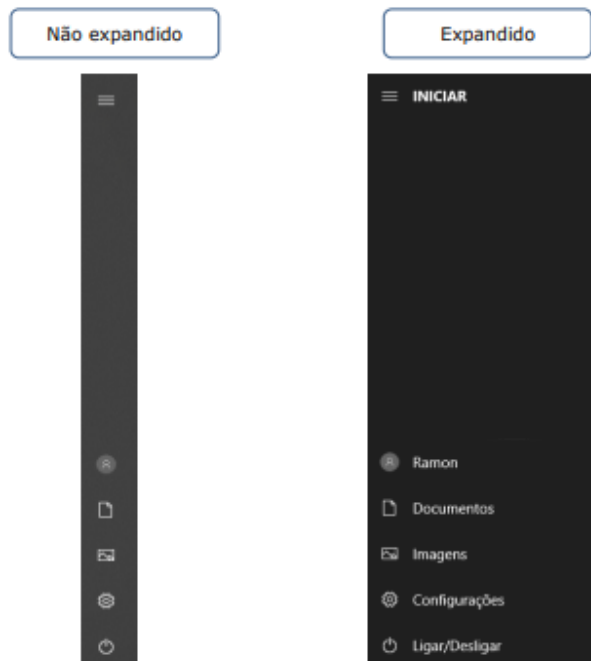 Não expandido
Expandido
INICIAR
Ramon
Documentos
Imagens
Configurações
Ligar/Desligar